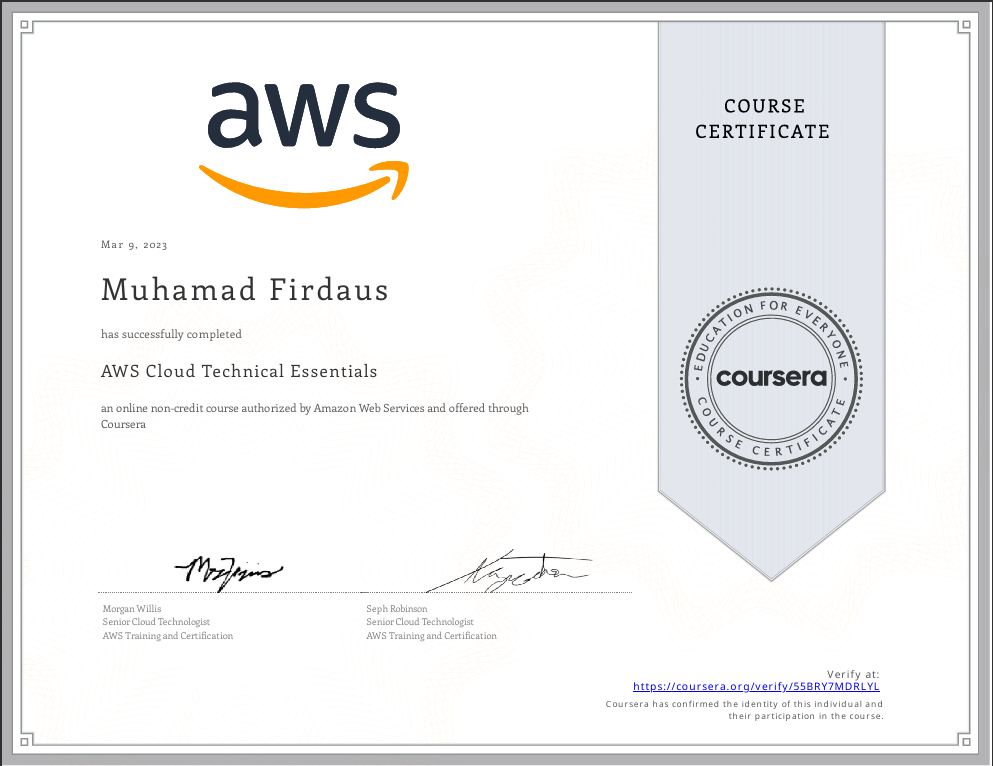 aws
COURSE
CERTIFICATE
Mar 9, 2023
Muhamad Firdaus
has successfully completed
AWS Cloud Technical Essentials
an online non-credit course authorized by Amazon Web Services and offered through
Coursera
EDUCATION FOR EVERYONE
coursera
COURSE CERTIFICATE
Morgan Willis
Senior Cloud Technologist
AWS Training and Certification
Seph Robinson
Senior Cloud Technologist
AWS Training and Certification
Verify at:
https://coursera.org/verify/55BRY7MDRLYL
Coursera has confirmed the identity of this individual and
their participation in the course.